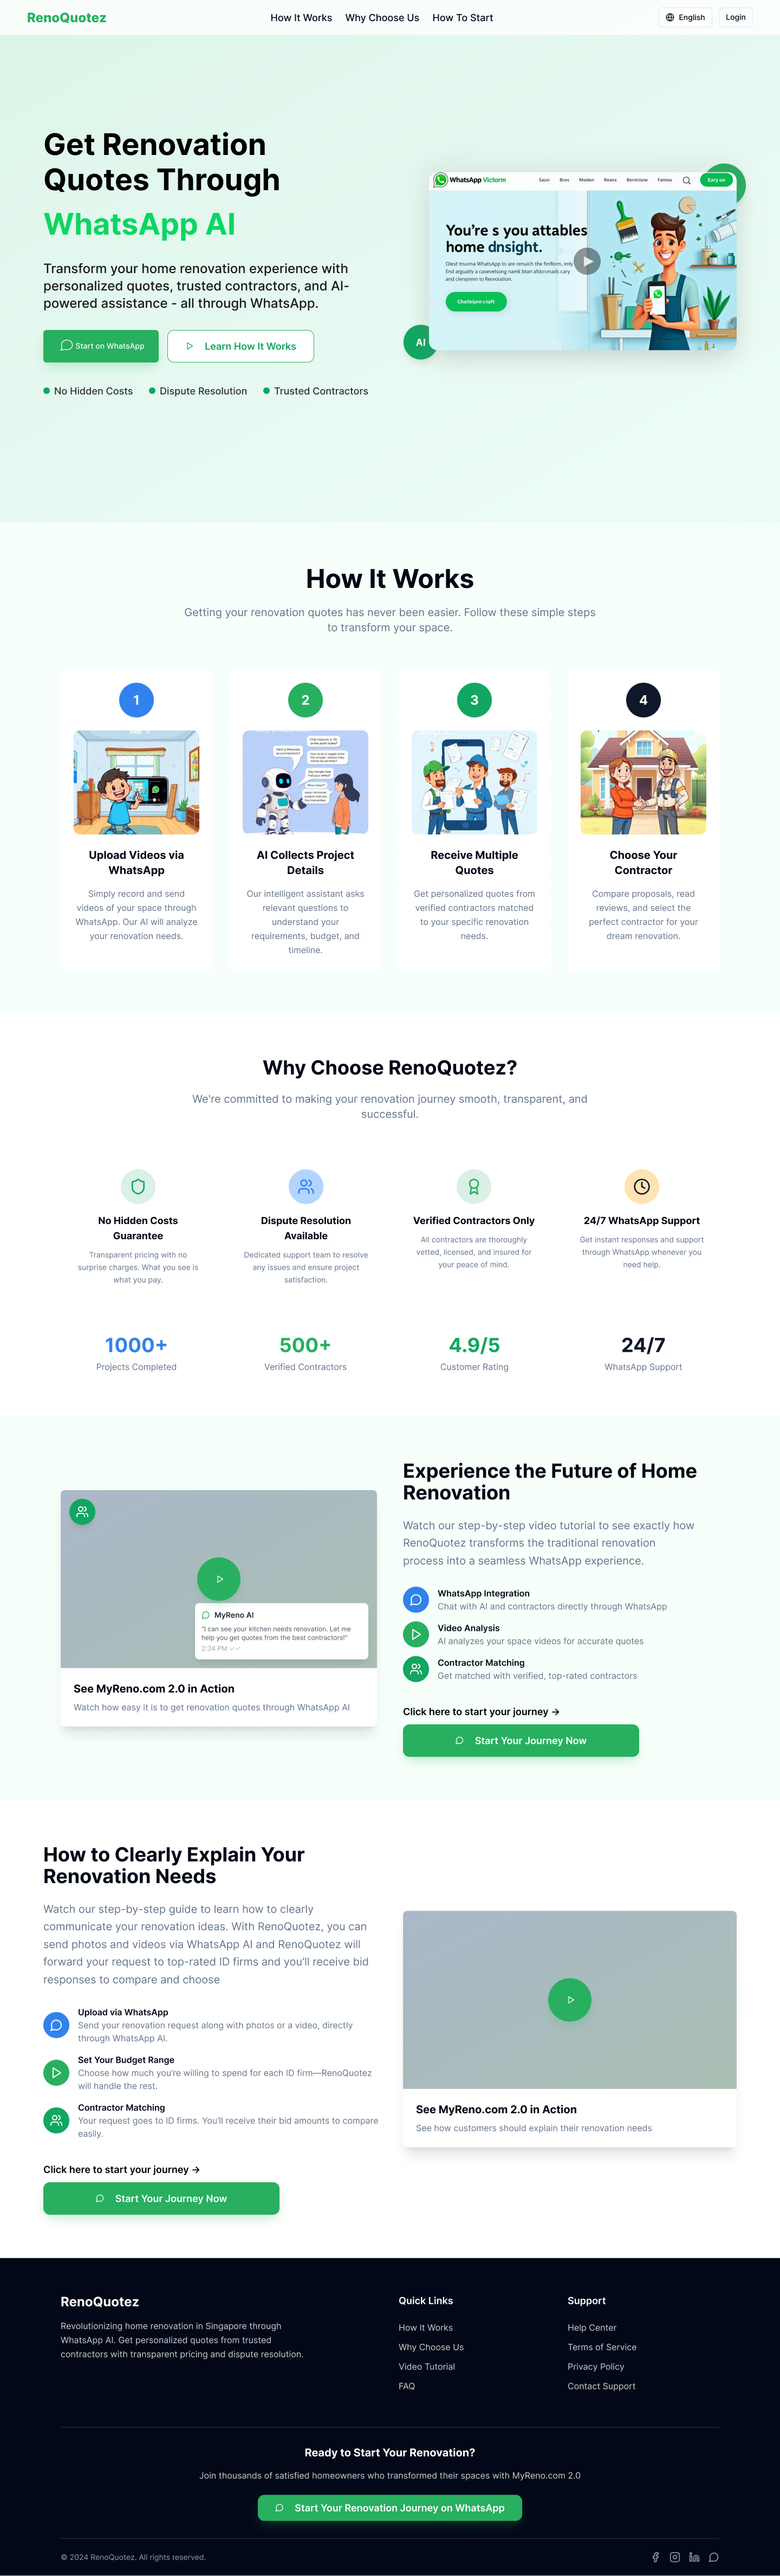 RenoQuotez
How It Works
Why Choose Us
How To Start
English
Login
Get Renovation
Quotes Through
WhatsApp AI
Transform your home renovation experience with
personalized quotes, trusted contractors, and AI-
powered assistance - all through WhatsApp.
Start on WhatsApp
Learn How It Works
No Hidden Costs
Dispute Resolution
Trusted Contractors
WhatsApp Victorm
Saun
Bres
Moden
Reans
Bermtiow
Fanma
Eary us
You're s you attables
home dnsight.
AI
How It Works
Getting your renovation quotes has never been easier. Follow these simple steps
to transform your space.
1
2
3
4
Upload Videos via
WhatsApp
Simply record and send
videos of your space through
WhatsApp. Our AI will analyze
your renovation needs.
AI Collects Project
Details
Our intelligent assistant asks
relevant questions to
understand your
requirements, budget, and
timeline.
Receive Multiple
Quotes
Get personalized quotes from
verified contractors matched
to your specific renovation
needs.
Choose Your
Contractor
Compare proposals, read
reviews, and select the
perfect contractor for your
dream renovation.
Why Choose RenoQuotez?
We're committed to making your renovation journey smooth, transparent, and
successful.
No Hidden Costs
Guarantee
Transparent pricing with no
surprise charges. What you see is
what you pay.
Dispute Resolution
Available
Dedicated support team to resolve
any issues and ensure project
satisfaction.
Verified Contractors Only
All contractors are thoroughly
vetted, licensed, and insured for
your peace of mind.
24/7 WhatsApp Support
Get instant responses and support
through WhatsApp whenever you
need help.
1000+
Projects Completed
500+
Verified Contractors
4.9/5
Customer Rating
24/7
WhatsApp Support
MyReno AI
"I can see your kitchen needs renovation. Let me
help you get quotes from the best contractors!"
2:34 PM ✓✓
See MyReno.com 2.0 in Action
Watch how easy it is to get renovation quotes through WhatsApp AI
Experience the Future of Home
Renovation
Watch our step-by-step video tutorial to see exactly how
RenoQuotez transforms the traditional renovation
process into a seamless WhatsApp experience.
WhatsApp Integration
Chat with AI and contractors directly through WhatsApp
Video Analysis
AI analyzes your space videos for accurate quotes
Contractor Matching
Get matched with verified, top-rated contractors
Click here to start your journey →
Start Your Journey Now
How to Clearly Explain Your
Renovation Needs
Watch our step-by-step guide to learn how to clearly
communicate your renovation ideas. With RenoQuotez, you can
send photos and videos via WhatsApp AI and RenoQuotez will
forward your request to top-rated ID firms and you'll receive bid
responses to compare and choose
Upload via WhatsApp
Send your renovation request along with photos or a video, directly
through WhatsApp AI.
Set Your Budget Range
Choose how much you're willing to spend for each ID firm—RenoQuotez
will handle the rest.
Contractor Matching
Your request goes to ID firms. You'll receive their bid amounts to compare
easily.
Click here to start your journey →
Start Your Journey Now
See MyReno.com 2.0 in Action
See how customers should explain their renovation needs
RenoQuotez
Revolutionizing home renovation in Singapore through
WhatsApp AI. Get personalized quotes from trusted
contractors with transparent pricing and dispute resolution.
Quick Links
How It Works
Why Choose Us
Video Tutorial
FAQ
Support
Help Center
Terms of Service
Privacy Policy
Contact Support
Ready to Start Your Renovation?
Join thousands of satisfied homeowners who transformed their spaces with MyReno.com 2.0
Start Your Renovation Journey on WhatsApp
© 2024 RenoQuotez. All rights reserved.